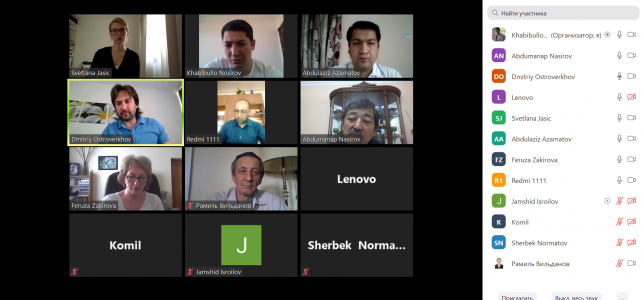 Svetlana Jasic
Khabibullo Nosirov
Abdulaziz Azamatov
Dmitriy Ostroverkhov
Redmi 1111
Abdumanap Nasirov
Feruza Zakirova
Рамиль Вильданов
Lenovo
Komil
J
Jamshid Isroilov
Sherbek Norma...
Найти участника
Khabibullo... (Организатор, я)
AN Abdumanap Nasirov
DO Dmitriy Ostroverkhov
L Lenovo
SJ Svetlana Jasic
AA Abdulaziz Azamatov
FZ Feruza Zakirova
R1 Redmi 1111
J Jamshid Isroilov
K Komil
SN Sherbek Normatov
Рамиль Вильданов
Пригласить
Выкл. весь звук